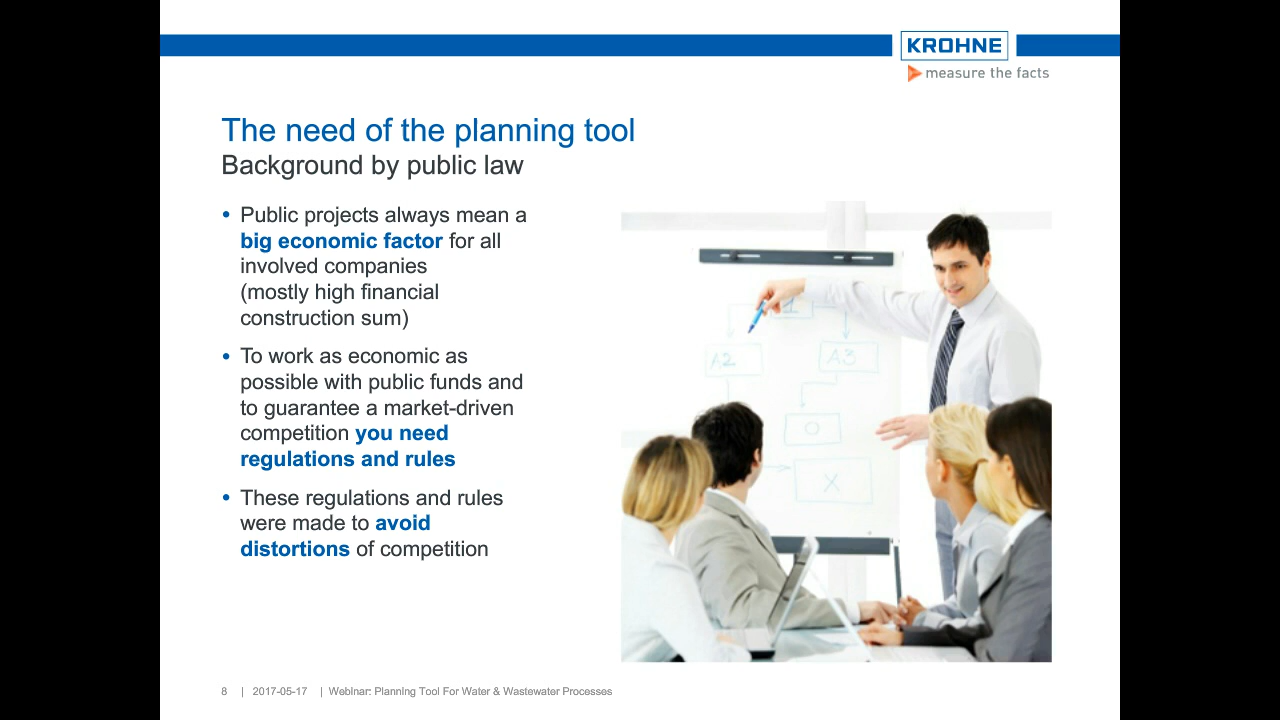 KROHNE
measure the facts
The need of the planning tool
Background by public law
• Public projects always mean a
big economic factor for all
involved companies
(mostly high financial
construction sum)
• To work as economic as
possible with public funds and
to guarantee a market-driven
competition you need
regulations and rules
• These regulations and rules
were made to avoid
distortions of competition
1
A2
A3
O
X
8 | 2017-05-17 | Webinar: Planning Tool For Water & Wastewater Processes